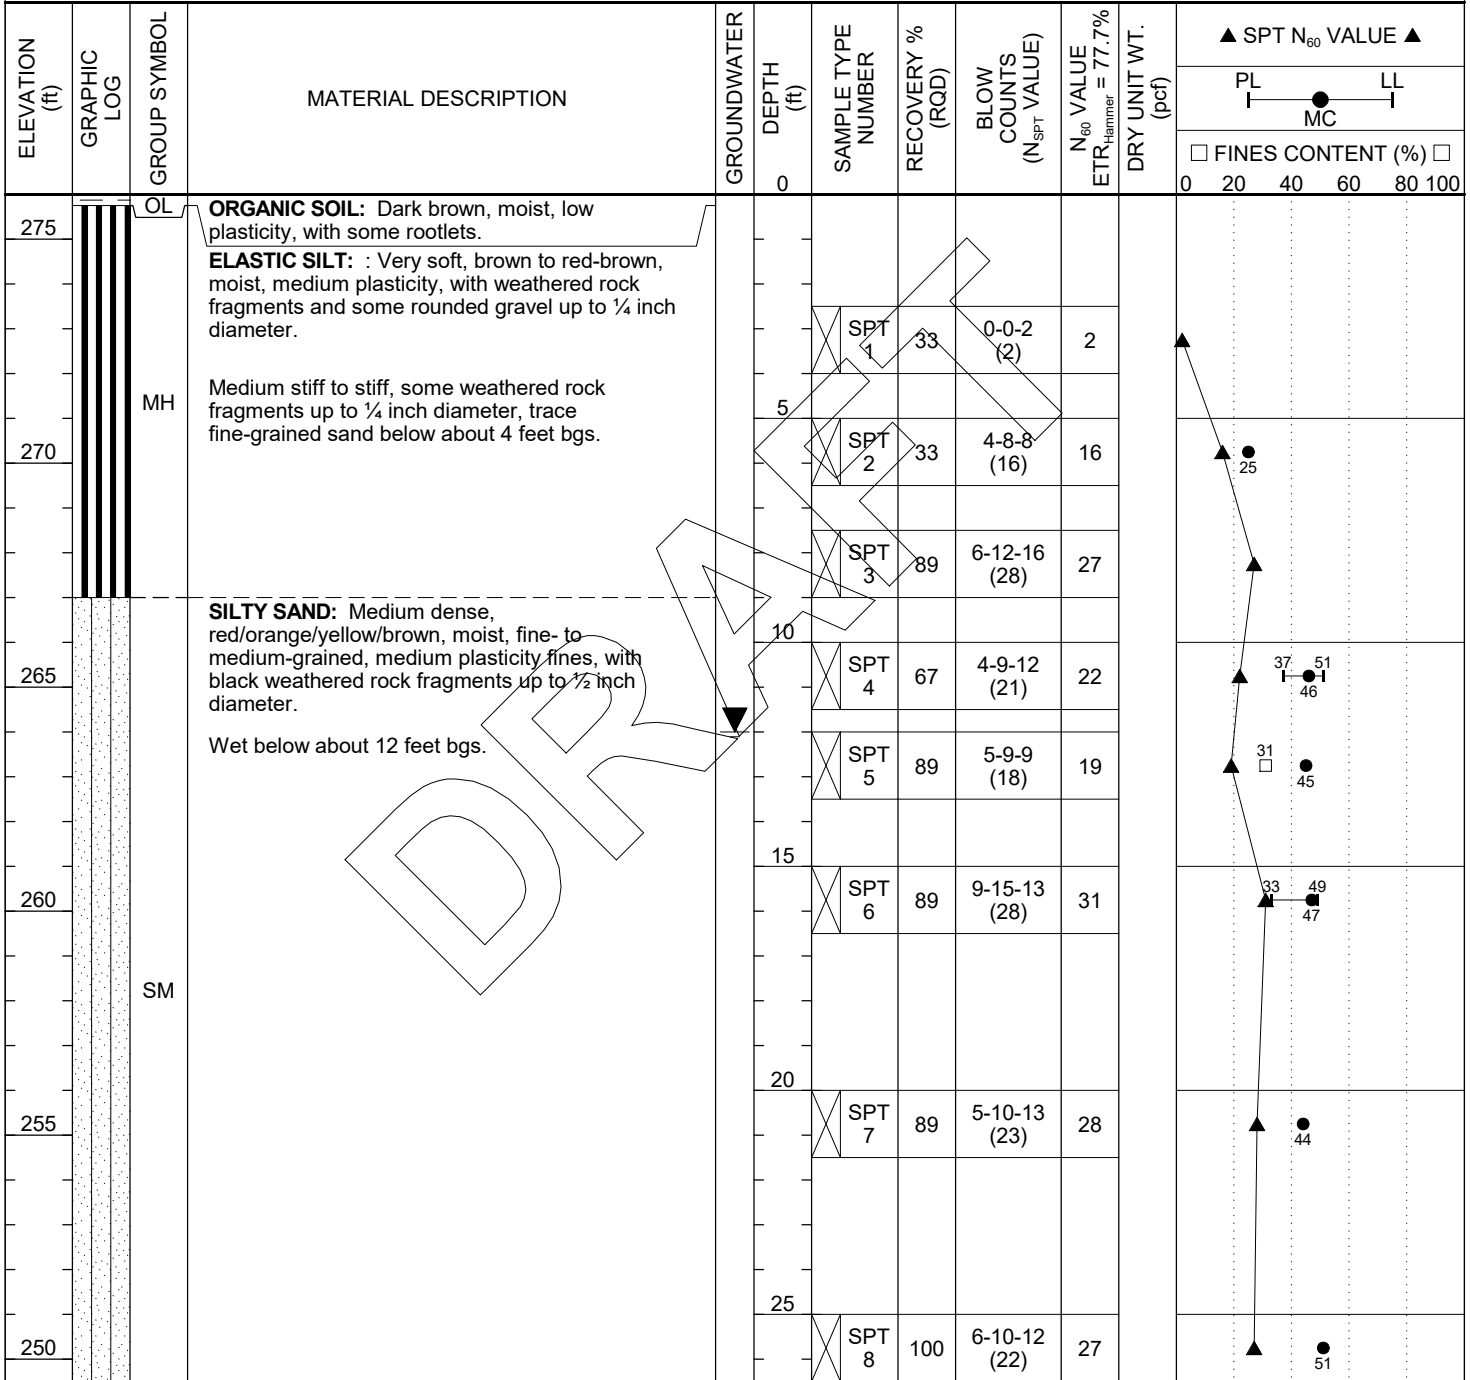 ELEVATION (ft)
GRAPHIC LOG
GROUP SYMBOL
MATERIAL DESCRIPTION
GROUNDWATER
DEPTH (ft)
0
SAMPLE TYPE NUMBER
RECOVERY % (RQD)
BLOW COUNTS (N_SPT VALUE)
N₆₀ VALUE ETR_Hammer = 77.7%
DRY UNIT WT. (pcf)
▲ SPT N₆₀ VALUE ▲
PL LL
MC
□ FINES CONTENT (%) □
0 20 40 60 80 100
OL
ORGANIC SOIL: Dark brown, moist, low
plasticity, with some rootlets.
275
ELASTIC SILT: : Very soft, brown to red-brown,
moist, medium plasticity, with weathered rock
fragments and some rounded gravel up to ¼ inch
diameter.
SPT 1 33 0-0-2 (2) 2
MH
Medium stiff to stiff, some weathered rock
fragments up to ¼ inch diameter, trace
fine-grained sand below about 4 feet bgs.
5
270
SPT 2 33 4-8-8 (16) 16
25
SPT 3 89 6-12-16 (28) 27
SILTY SAND: Medium dense,
red/orange/yellow/brown, moist, fine- to
medium-grained, medium plasticity fines, with
black weathered rock fragments up to ½ inch
diameter.
10
265
SPT 4 67 4-9-12 (21) 22
37 51
46
Wet below about 12 feet bgs.
SPT 5 89 5-9-9 (18) 19
31
45
15
260
SPT 6 89 9-15-13 (28) 31
33 49
47
SM
20
255
SPT 7 89 5-10-13 (23) 28
44
25
250
SPT 8 100 6-10-12 (22) 27
51
DRAFT